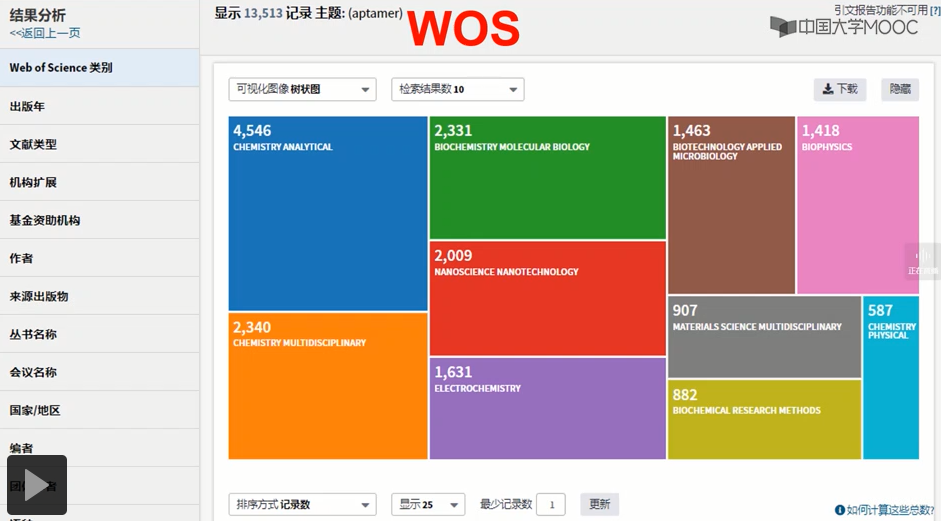 结果分析
<<返回上一页
Web of Science 类别
出版年
文献类型
机构扩展
基金资助机构
作者
来源出版物
丛书名称
会议名称
国家/地区
编者
显示 13,513 记录 主题: (aptamer)
WOS
引文报告功能不可用 [?]
中国大学MOOC
可视化图像 树状图
检索结果数 10
下载
隐藏
4,546
CHEMISTRY ANALYTICAL
2,340
CHEMISTRY MULTIDISCIPLINARY
2,331
BIOCHEMISTRY MOLECULAR BIOLOGY
2,009
NANOSCIENCE NANOTECHNOLOGY
1,631
ELECTROCHEMISTRY
1,463
BIOTECHNOLOGY APPLIED
MICROBIOLOGY
1,418
BIOPHYSICS
907
MATERIALS SCIENCE MULTIDISCIPLINARY
882
BIOCHEMICAL RESEARCH METHODS
587
CHEMISTRY
PHYSICAL
排序方式 记录数
显示 25
最少记录数
1
更新
如何计算这些总数?